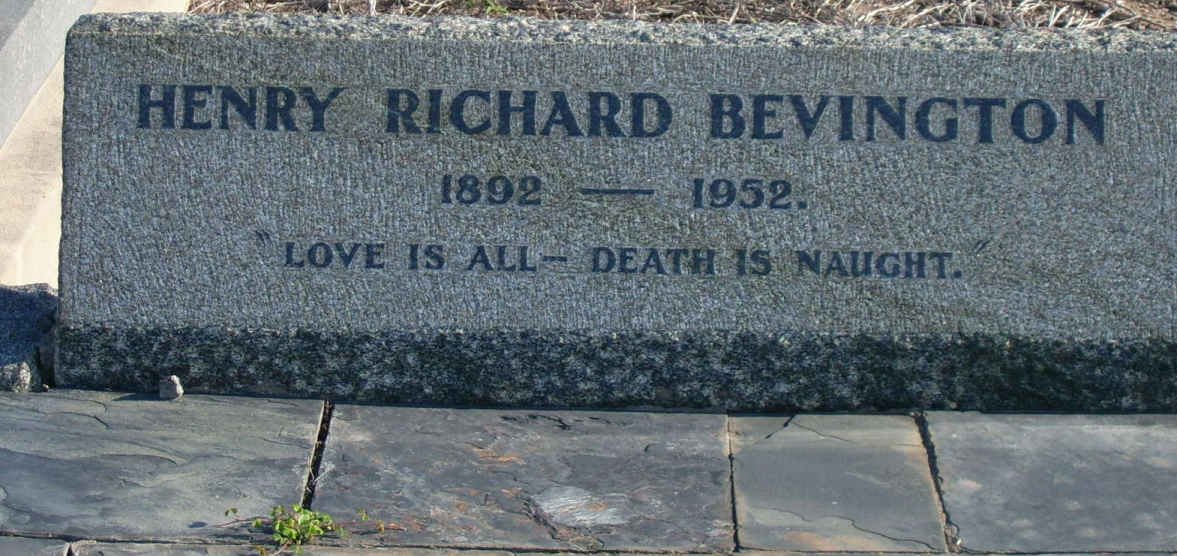 HENRY RICHARD BEVINGTON
1892 — 1952.
"LOVE IS ALL — DEATH IS NAUGHT."